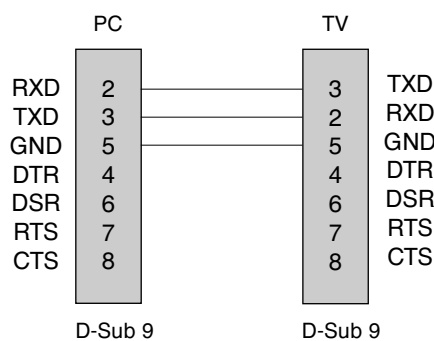 PC TV
RXD 2 3 TXD
TXD 3 2 RXD
GND 5 5 GND
DTR 4 4 DTR
DSR 6 6 DSR
RTS 7 7 RTS
CTS 8 8 CTS
D-Sub 9 D-Sub 9